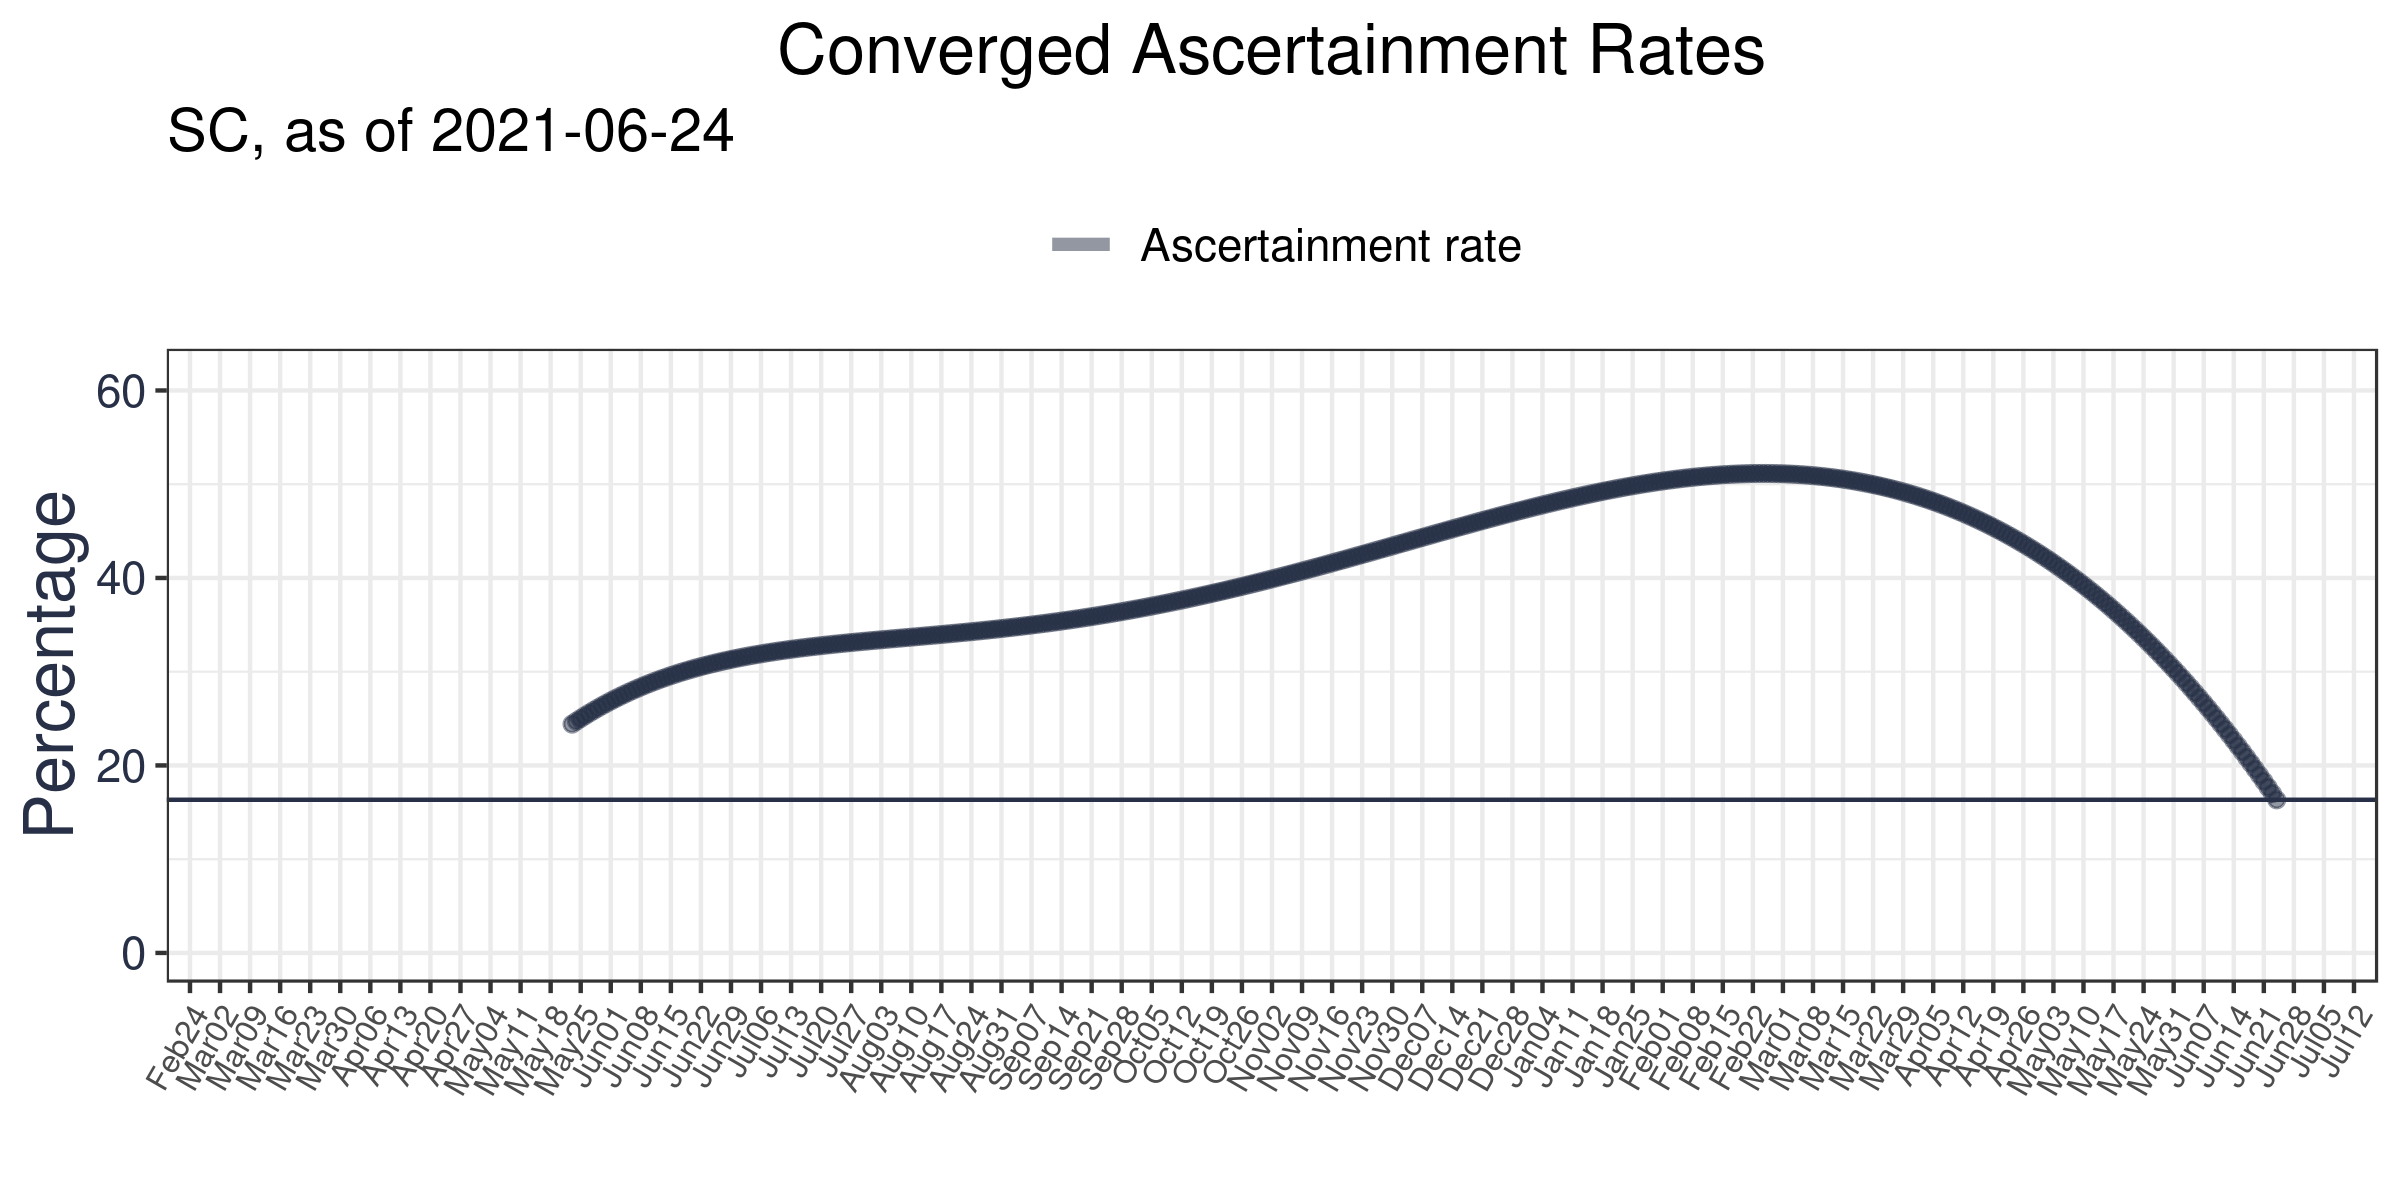 Converged Ascertainment Rates
SC, as of 2021-06-24
Ascertainment rate
Percentage
60
40
20
0
Feb24
Mar02
Mar09
Mar16
Mar23
Mar30
Apr06
Apr13
Apr20
Apr27
May04
May11
May18
May25
Jun01
Jun08
Jun15
Jun22
Jun29
Jul06
Jul13
Jul20
Jul27
Aug03
Aug10
Aug17
Aug24
Aug31
Sep07
Sep14
Sep21
Sep28
Oct05
Oct12
Oct19
Oct26
Nov02
Nov09
Nov16
Nov23
Nov30
Dec07
Dec14
Dec21
Dec28
Jan04
Jan11
Jan18
Jan25
Feb01
Feb08
Feb15
Feb22
Mar01
Mar08
Mar15
Mar22
Mar29
Apr05
Apr12
Apr19
Apr26
May03
May10
May17
May24
May31
Jun07
Jun14
Jun21
Jun28
Jul05
Jul12